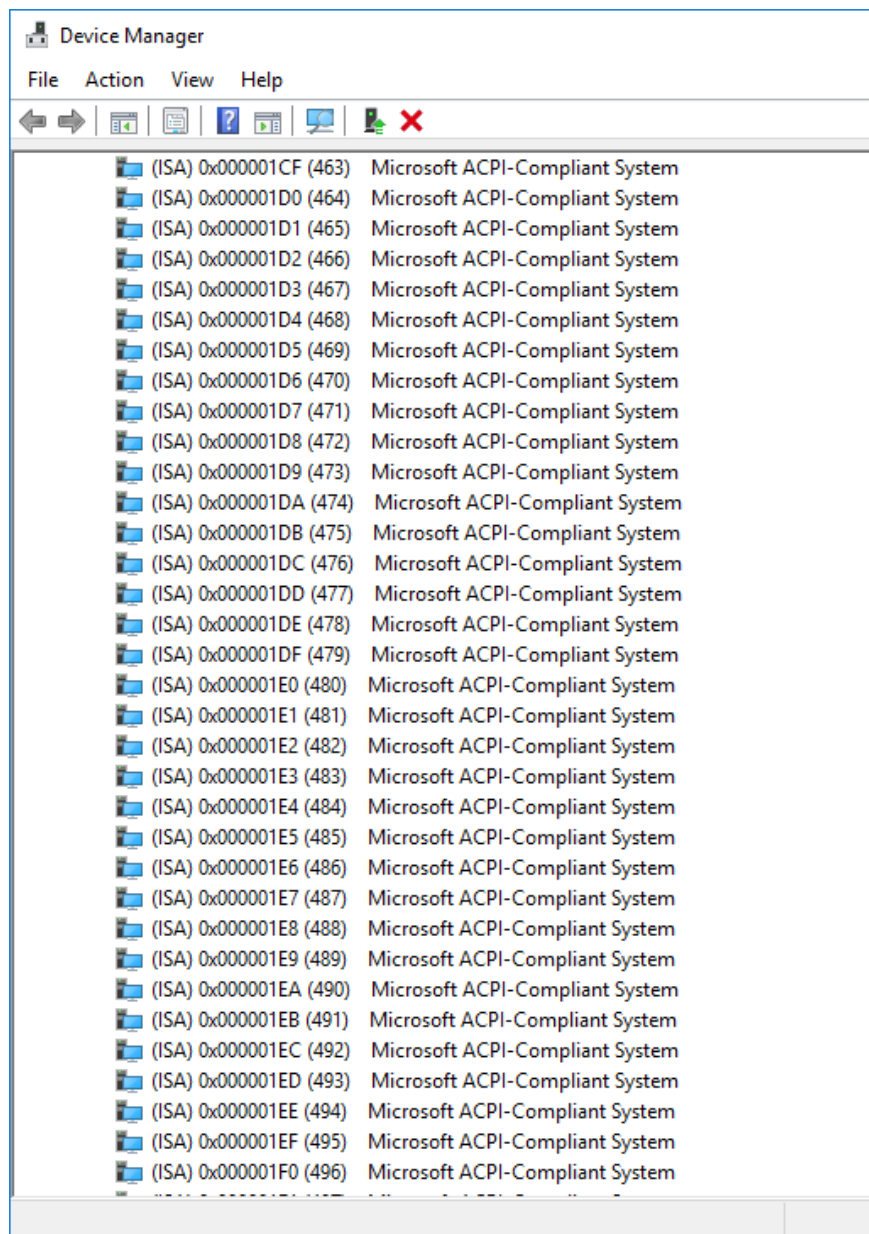 Device Manager
File Action View Help
(ISA) 0x000001CF (463) Microsoft ACPI-Compliant System
(ISA) 0x000001D0 (464) Microsoft ACPI-Compliant System
(ISA) 0x000001D1 (465) Microsoft ACPI-Compliant System
(ISA) 0x000001D2 (466) Microsoft ACPI-Compliant System
(ISA) 0x000001D3 (467) Microsoft ACPI-Compliant System
(ISA) 0x000001D4 (468) Microsoft ACPI-Compliant System
(ISA) 0x000001D5 (469) Microsoft ACPI-Compliant System
(ISA) 0x000001D6 (470) Microsoft ACPI-Compliant System
(ISA) 0x000001D7 (471) Microsoft ACPI-Compliant System
(ISA) 0x000001D8 (472) Microsoft ACPI-Compliant System
(ISA) 0x000001D9 (473) Microsoft ACPI-Compliant System
(ISA) 0x000001DA (474) Microsoft ACPI-Compliant System
(ISA) 0x000001DB (475) Microsoft ACPI-Compliant System
(ISA) 0x000001DC (476) Microsoft ACPI-Compliant System
(ISA) 0x000001DD (477) Microsoft ACPI-Compliant System
(ISA) 0x000001DE (478) Microsoft ACPI-Compliant System
(ISA) 0x000001DF (479) Microsoft ACPI-Compliant System
(ISA) 0x000001E0 (480) Microsoft ACPI-Compliant System
(ISA) 0x000001E1 (481) Microsoft ACPI-Compliant System
(ISA) 0x000001E2 (482) Microsoft ACPI-Compliant System
(ISA) 0x000001E3 (483) Microsoft ACPI-Compliant System
(ISA) 0x000001E4 (484) Microsoft ACPI-Compliant System
(ISA) 0x000001E5 (485) Microsoft ACPI-Compliant System
(ISA) 0x000001E6 (486) Microsoft ACPI-Compliant System
(ISA) 0x000001E7 (487) Microsoft ACPI-Compliant System
(ISA) 0x000001E8 (488) Microsoft ACPI-Compliant System
(ISA) 0x000001E9 (489) Microsoft ACPI-Compliant System
(ISA) 0x000001EA (490) Microsoft ACPI-Compliant System
(ISA) 0x000001EB (491) Microsoft ACPI-Compliant System
(ISA) 0x000001EC (492) Microsoft ACPI-Compliant System
(ISA) 0x000001ED (493) Microsoft ACPI-Compliant System
(ISA) 0x000001EE (494) Microsoft ACPI-Compliant System
(ISA) 0x000001EF (495) Microsoft ACPI-Compliant System
(ISA) 0x000001F0 (496) Microsoft ACPI-Compliant System